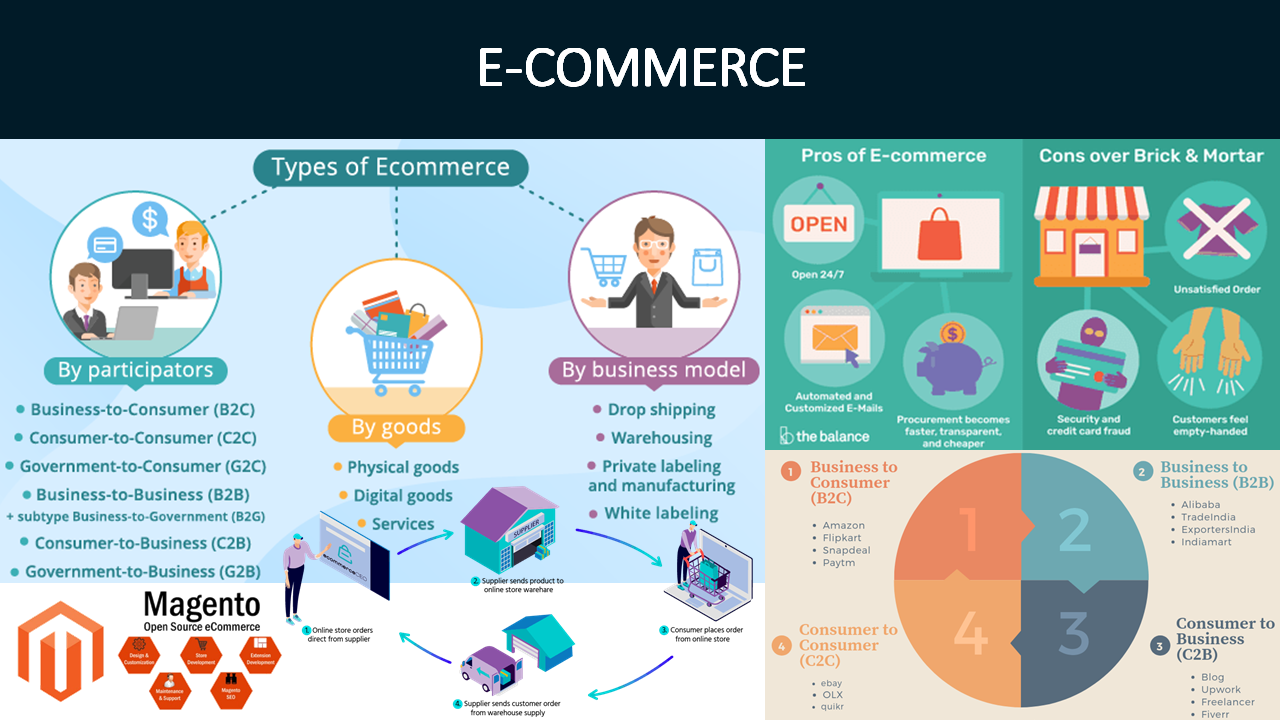 E-COMMERCE
Types of Ecommerce
By participators
Business-to-Consumer (B2C)
Consumer-to-Consumer (C2C)
Government-to-Consumer (G2C)
Business-to-Business (B2B)
+ subtype Business-to-Government (B2G)
Consumer-to-Business (C2B)
Government-to-Business (G2B)
By goods
Physical goods
Digital goods
Services
By business model
Drop shipping
Warehousing
Private labeling
and manufacturing
White labeling
Pros of E-commerce
OPEN
Open 24/7
Automated and
Customized E-Mails
Procurement becomes
faster, transparent,
and cheaper
the balance
Cons over Brick & Mortar
Unsatisfied Order
Security and
credit card fraud
Customers feel
empty-handed
Magento
Open Source eCommerce
Design &
Customization
Store
Development
Extension
Development
Maintenance
& Support
Magento
SEO
ecommerceCEO
1. Online store orders
direct from supplier
SUPPLIER
2. Supplier sends product to
online store warehare
3. Consumer places order
from online store
4. Supplier sends customer order
from warehouse supply
1 Business to
Consumer
(B2C)
Amazon
Flipkart
Snapdeal
Paytm
2 Business to
Business (B2B)
Alibaba
TradeIndia
ExportersIndia
Indiamart
1
2
4
3
4 Consumer to
Consumer
(C2C)
ebay
OLX
quikr
3 Consumer to
Business
(C2B)
Blog
Upwork
Freelancer
Fiverr